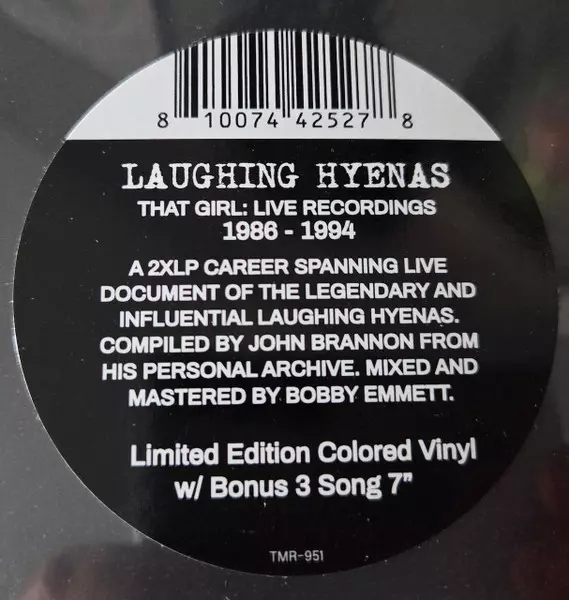 8 10074 42527 8
LAUGHING HYENAS
THAT GIRL: LIVE RECORDINGS
1986 - 1994
A 2XLP CAREER SPANNING LIVE
DOCUMENT OF THE LEGENDARY AND
INFLUENTIAL LAUGHING HYENAS.
COMPILED BY JOHN BRANNON FROM
HIS PERSONAL ARCHIVE. MIXED AND
MASTERED BY BOBBY EMMETT.
Limited Edition Colored Vinyl
w/ Bonus 3 Song 7"
TMR-951